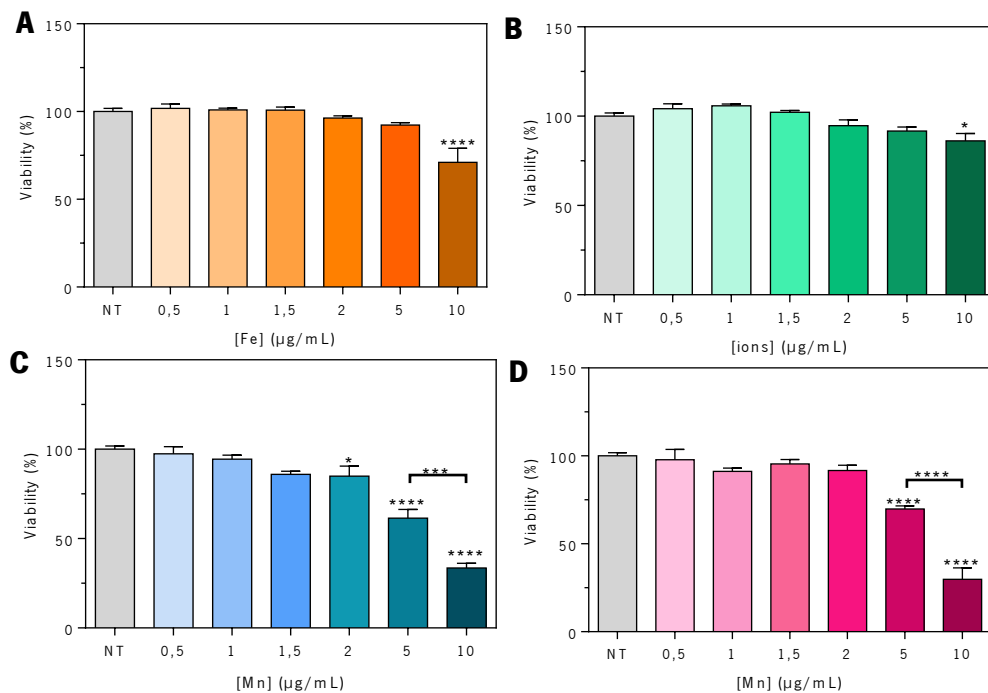 A
Viability (%)
150
100
50
0
****
NT 0,5 1 1,5 2 5 10
[Fe] (µg/mL)
B
Viability (%)
150
100
50
0
*
NT 0,5 1 1,5 2 5 10
[ions] (µg/mL)
C
Viability (%)
150
100
50
0
*
***
****
****
NT 0,5 1 1,5 2 5 10
[Mn] (µg/mL)
D
Viability (%)
150
100
50
0
****
****
****
NT 0,5 1 1,5 2 5 10
[Mn] (µg/mL)